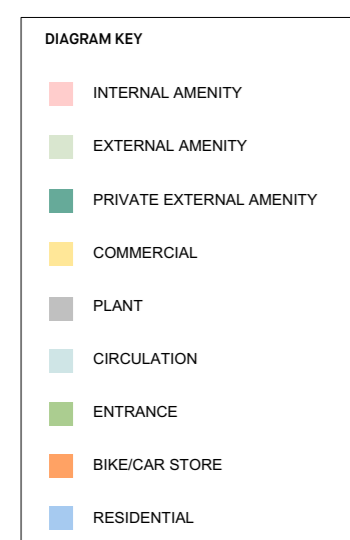 DIAGRAM KEY
INTERNAL AMENITY
EXTERNAL AMENITY
PRIVATE EXTERNAL AMENITY
COMMERCIAL
PLANT
CIRCULATION
ENTRANCE
BIKE/CAR STORE
RESIDENTIAL